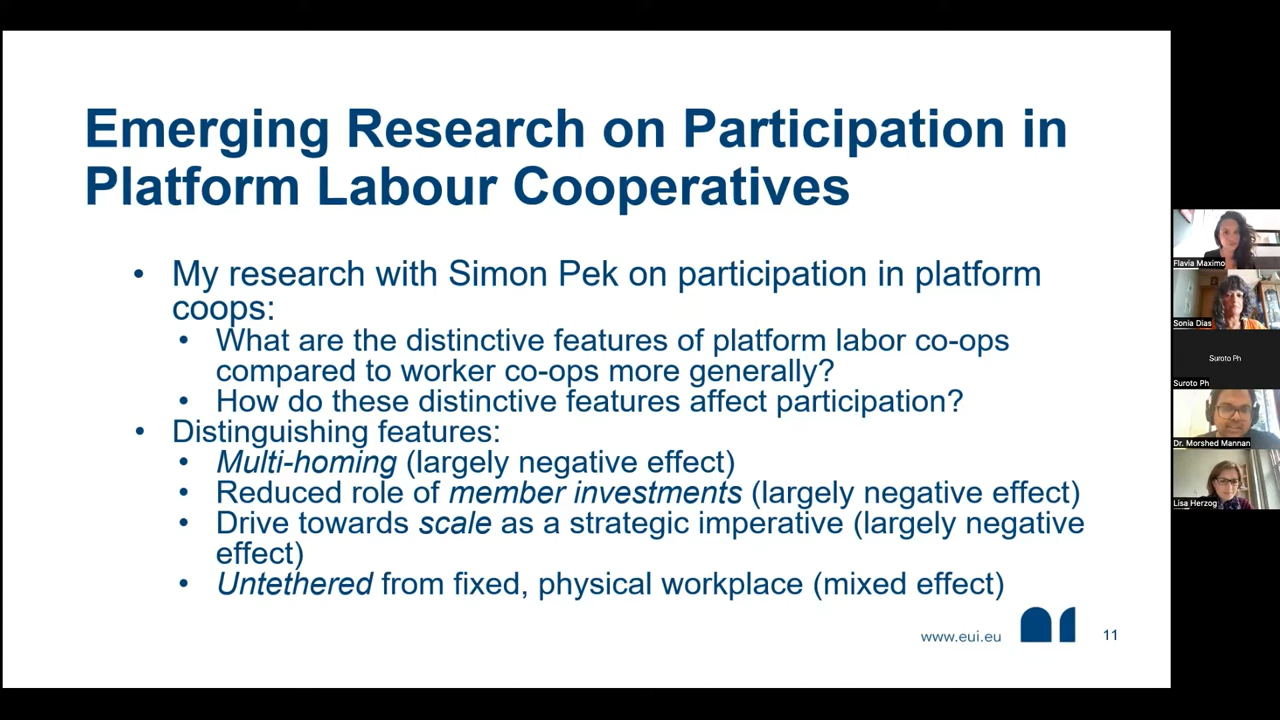 Emerging Research on Participation in
Platform Labour Cooperatives
• My research with Simon Pek on participation in platform
coops:
• What are the distinctive features of platform labor co-ops
compared to worker co-ops more generally?
• How do these distinctive features affect participation?
• Distinguishing features:
• Multi-homing (largely negative effect)
• Reduced role of member investments (largely negative effect)
• Drive towards scale as a strategic imperative (largely negative
effect)
• Untethered from fixed, physical workplace (mixed effect)
www.eui.eu
11
Flavia Maximo
Sonia Dias
Suroto Ph
Suroto Ph
Dr. Morshed Mannan
Lisa Herzog